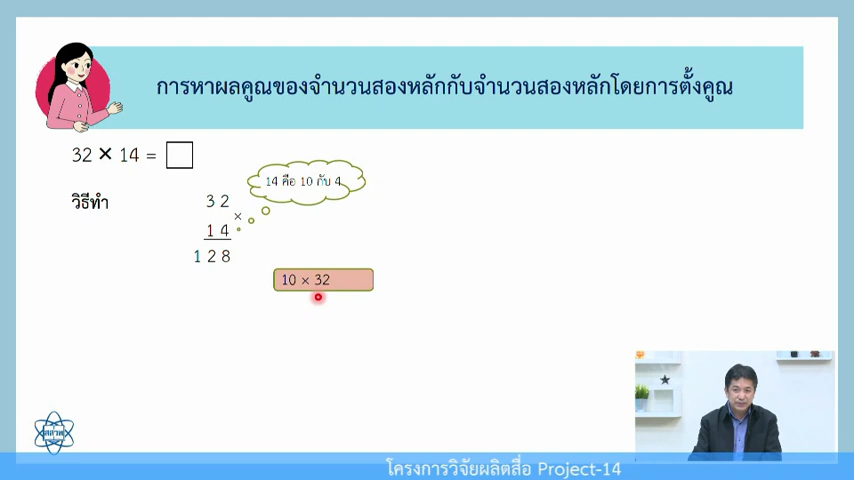 การหาผลคูณของจำนวนสองหลักกับจำนวนสองหลักโดยการตั้งคูณ
32 × 14 =
14 คือ 10 กับ 4
วิธีทำ
3 2
×
1 4
1 2 8
10 × 32
สสวท
โครงการวิจัยผลิตสื่อ Project-14